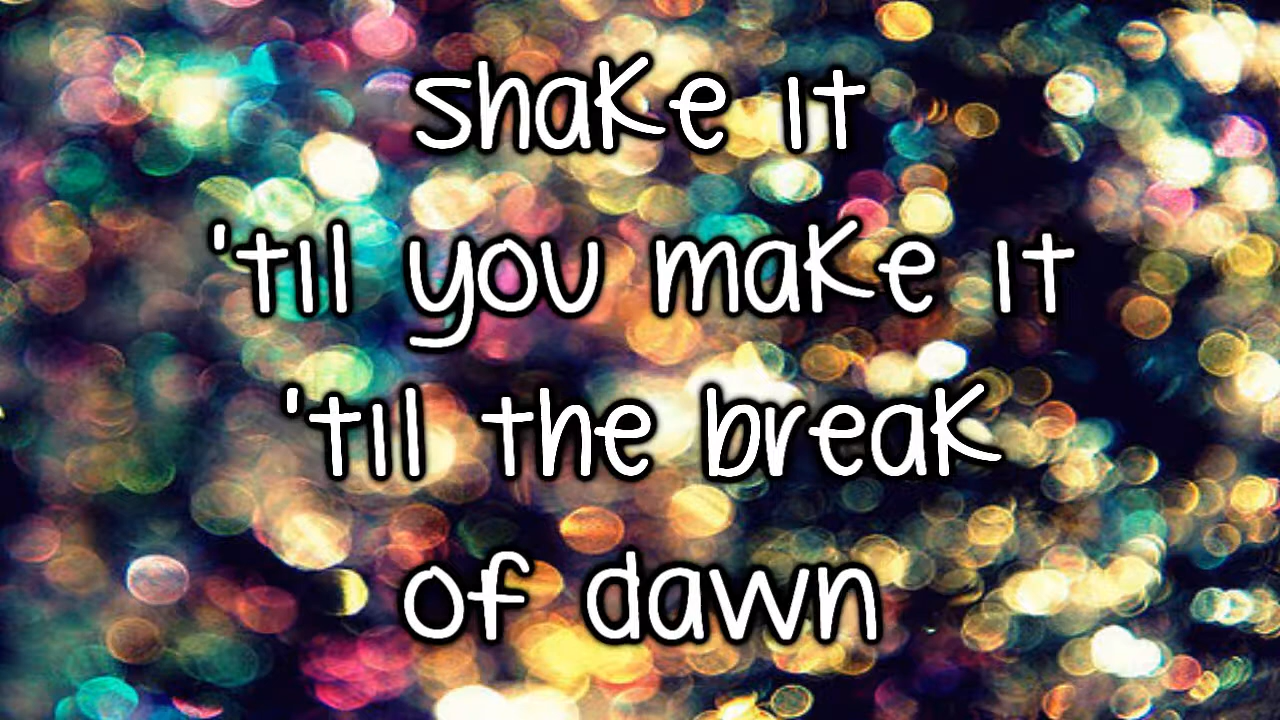 shake it
'til you make it
'til the break
of dawn